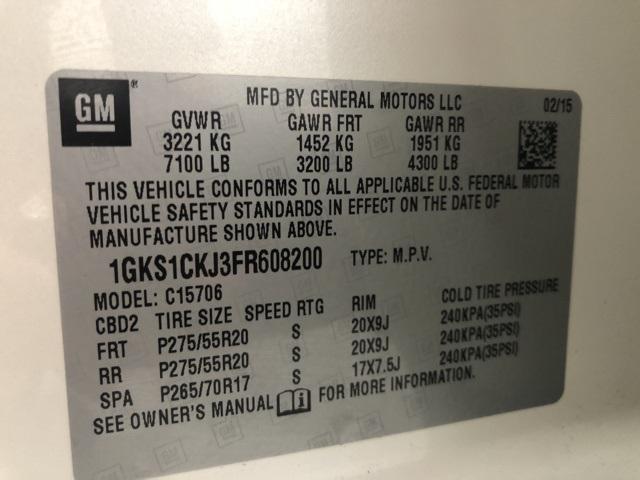 GM ®
MFD BY GENERAL MOTORS LLC 02/15
GVWR GAWR FRT GAWR RR
3221 KG 1452 KG 1951 KG
7100 LB 3200 LB 4300 LB
THIS VEHICLE CONFORMS TO ALL APPLICABLE U.S. FEDERAL MOTOR
VEHICLE SAFETY STANDARDS IN EFFECT ON THE DATE OF
MANUFACTURE SHOWN ABOVE.
1GKS1CKJ3FR608200 TYPE: M.P.V.
MODEL: C15706
CBD2 TIRE SIZE SPEED RTG RIM COLD TIRE PRESSURE
FRT P275/55R20 S 20X9J 240KPA(35PSI)
RR P275/55R20 S 20X9J 240KPA(35PSI)
SPA P265/70R17 S 17X7.5J 240KPA(35PSI)
SEE OWNER'S MANUAL i FOR MORE INFORMATION.